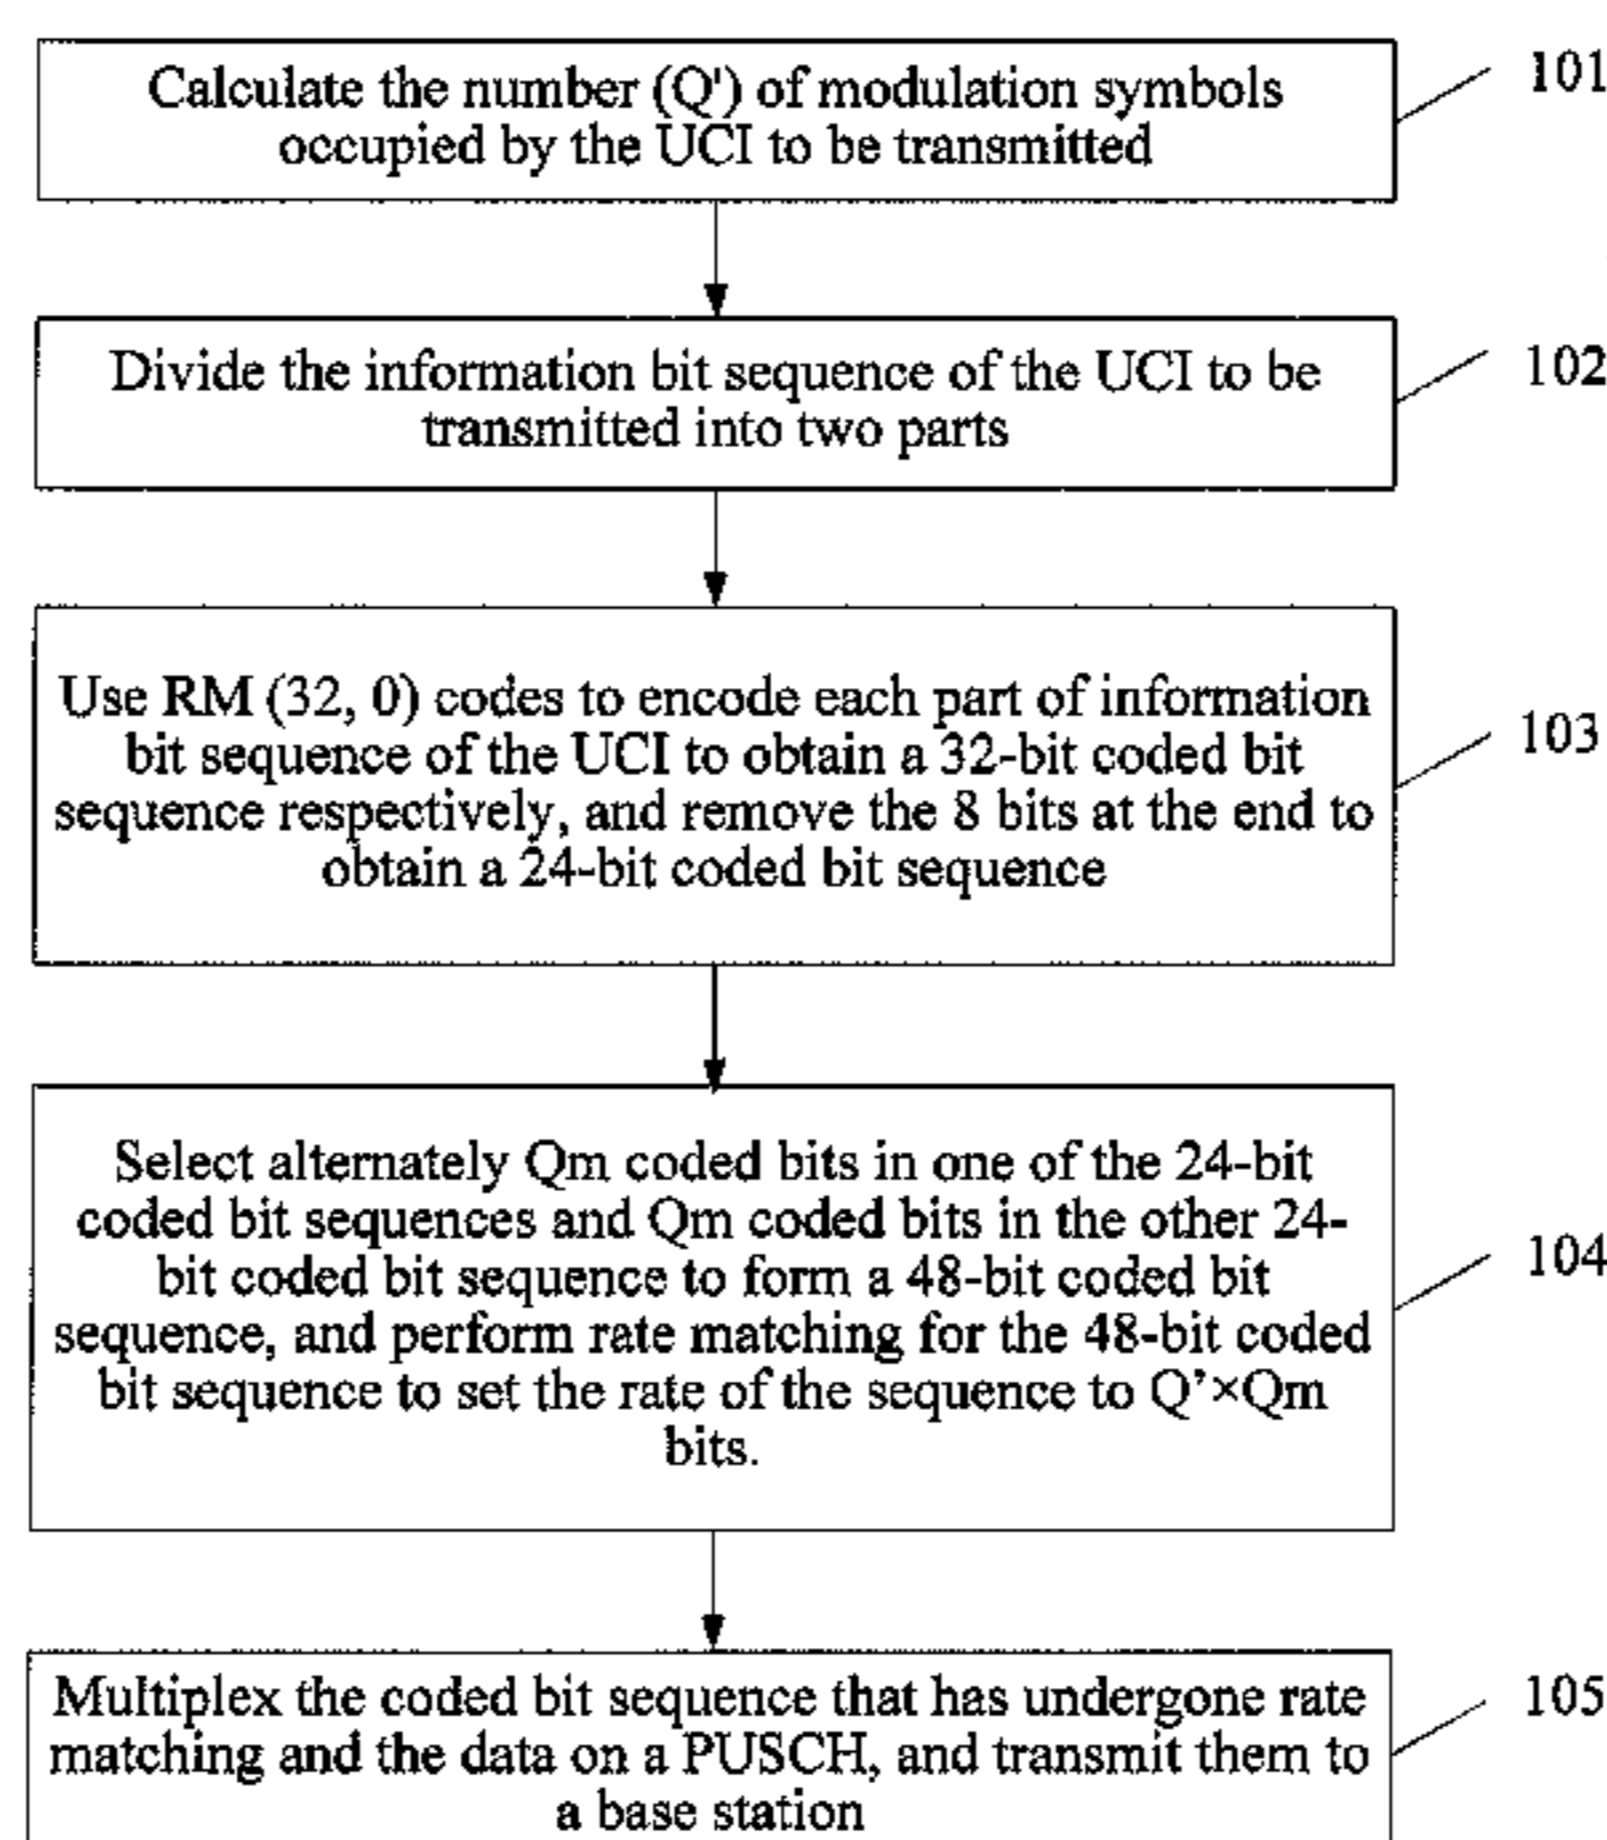 Calculate the number (Q') of modulation symbols
occupied by the UCI to be transmitted
101
Divide the information bit sequence of the UCI to be
transmitted into two parts
102
Use RM (32, 0) codes to encode each part of information
bit sequence of the UCI to obtain a 32-bit coded bit
sequence respectively, and remove the 8 bits at the end to
obtain a 24-bit coded bit sequence
103
Select alternately Qm coded bits in one of the 24-bit
coded bit sequences and Qm coded bits in the other 24-
bit coded bit sequence to form a 48-bit coded bit
sequence, and perform rate matching for the 48-bit coded
bit sequence to set the rate of the sequence to Q’×Qm
bits.
104
Multiplex the coded bit sequence that has undergone rate
matching and the data on a PUSCH, and transmit them to
a base station
105